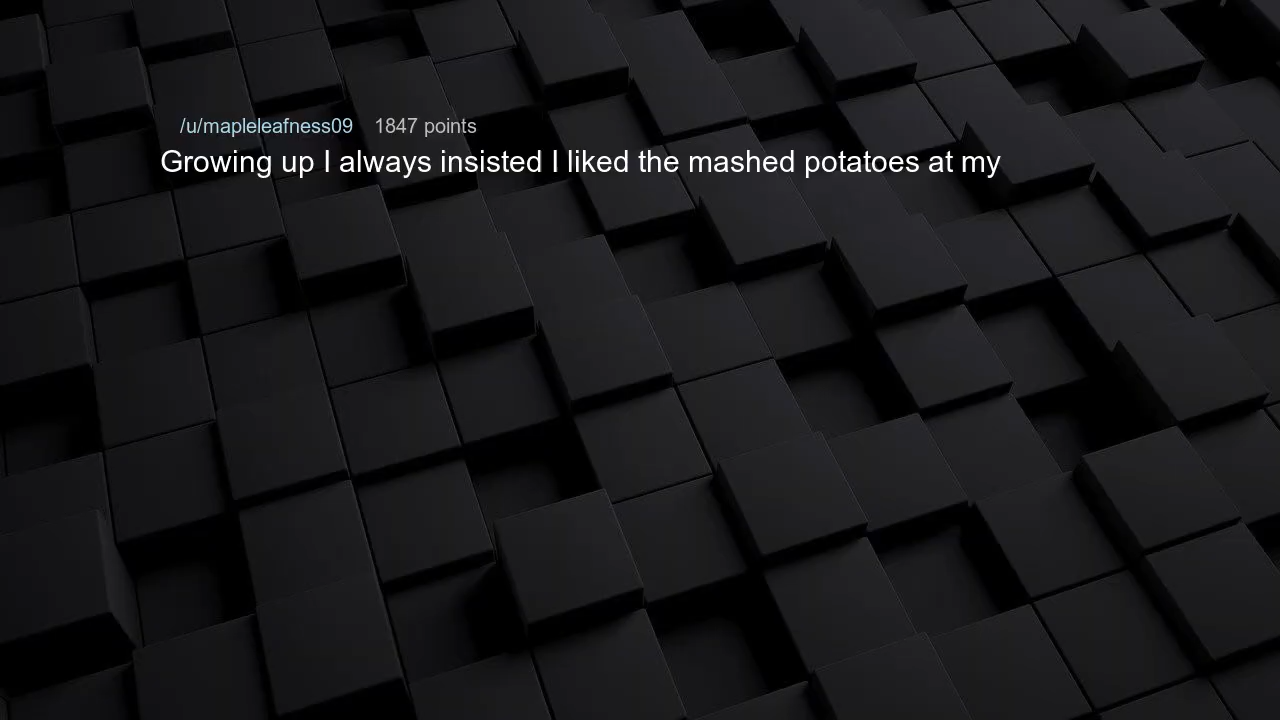 /u/mapleleafness09 1847 points
Growing up I always insisted I liked the mashed potatoes at my